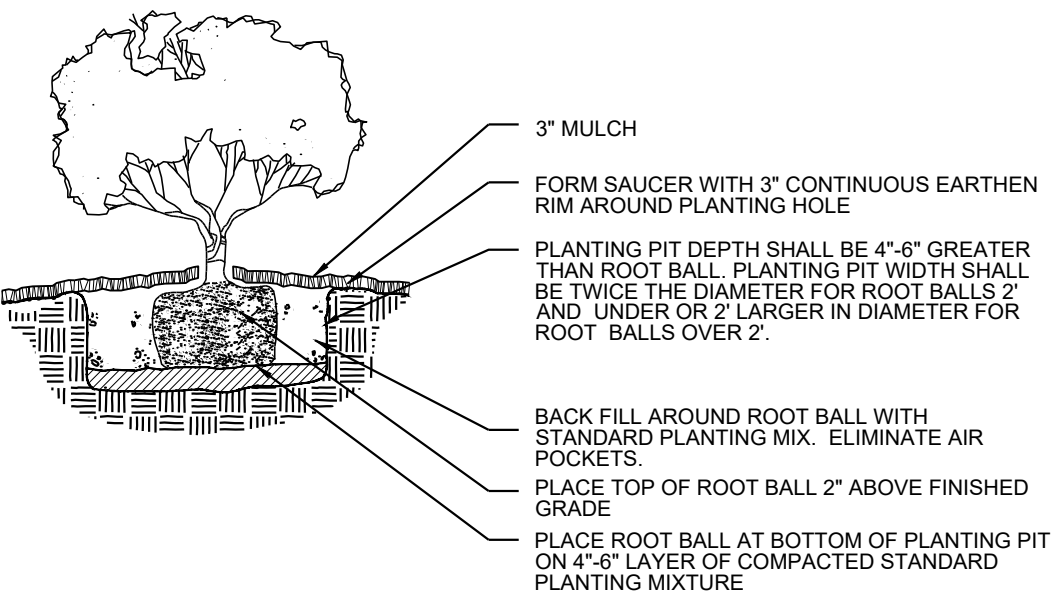 3" MULCH
FORM SAUCER WITH 3" CONTINUOUS EARTHEN
RIM AROUND PLANTING HOLE
PLANTING PIT DEPTH SHALL BE 4"-6" GREATER
THAN ROOT BALL. PLANTING PIT WIDTH SHALL
BE TWICE THE DIAMETER FOR ROOT BALLS 2'
AND UNDER OR 2' LARGER IN DIAMETER FOR
ROOT BALLS OVER 2'.
BACK FILL AROUND ROOT BALL WITH
STANDARD PLANTING MIX. ELIMINATE AIR
POCKETS.
PLACE TOP OF ROOT BALL 2" ABOVE FINISHED
GRADE
PLACE ROOT BALL AT BOTTOM OF PLANTING PIT
ON 4"-6" LAYER OF COMPACTED STANDARD
PLANTING MIXTURE